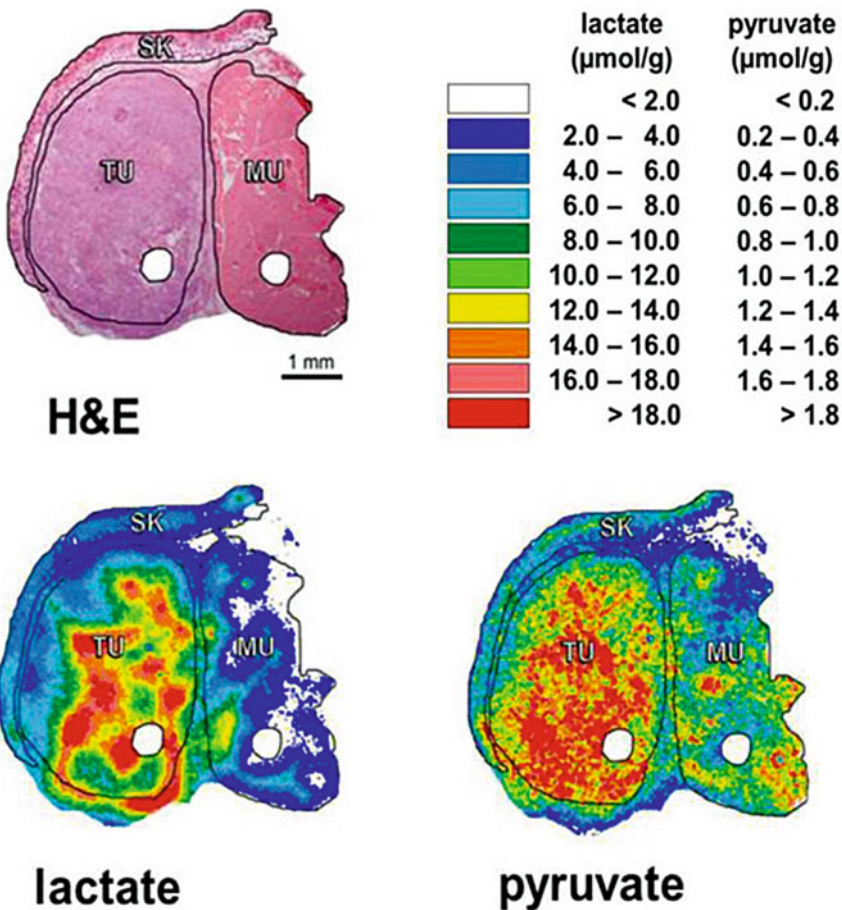 SK
TU
MU
1 mm
H&E
lactate pyruvate
(µmol/g) (µmol/g)
< 2.0 < 0.2
2.0 – 4.0 0.2 – 0.4
4.0 – 6.0 0.4 – 0.6
6.0 – 8.0 0.6 – 0.8
8.0 – 10.0 0.8 – 1.0
10.0 – 12.0 1.0 – 1.2
12.0 – 14.0 1.2 – 1.4
14.0 – 16.0 1.4 – 1.6
16.0 – 18.0 1.6 – 1.8
> 18.0 > 1.8
SK
TU
MU
lactate
SK
TU
MU
pyruvate